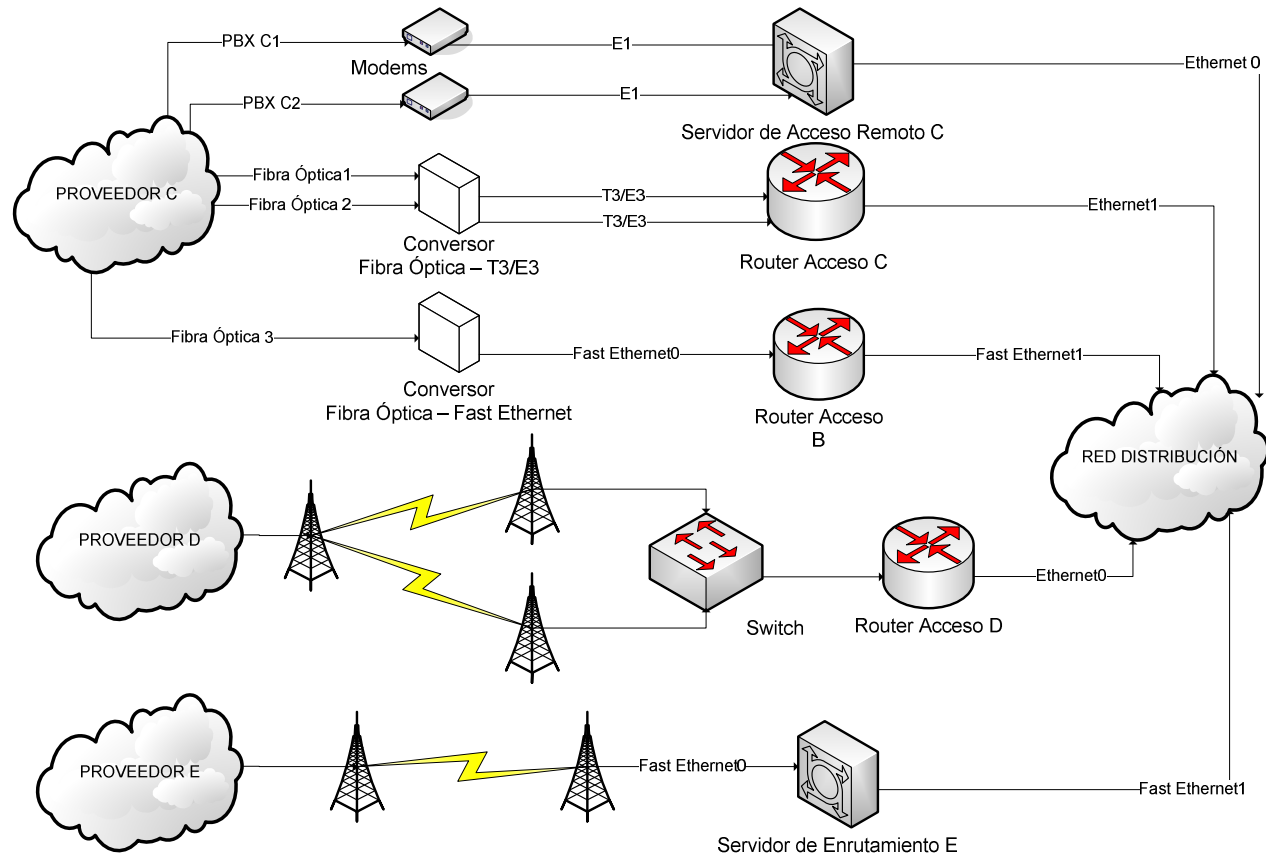 PBX C1
Modems
E1
Ethernet 0
PBX C2
E1
Servidor de Acceso Remoto C
PROVEEDOR C
Fibra Óptica1
Fibra Óptica 2
T3/E3
T3/E3
Ethernet1
Conversor
Fibra Óptica – T3/E3
Router Acceso C
Fibra Óptica 3
Fast Ethernet0
Fast Ethernet1
Conversor
Fibra Óptica – Fast Ethernet
Router Acceso
B
RED DISTRIBUCIÓN
PROVEEDOR D
Switch
Router Acceso D
Ethernet0
PROVEEDOR E
Fast Ethernet0
Fast Ethernet1
Servidor de Enrutamiento E